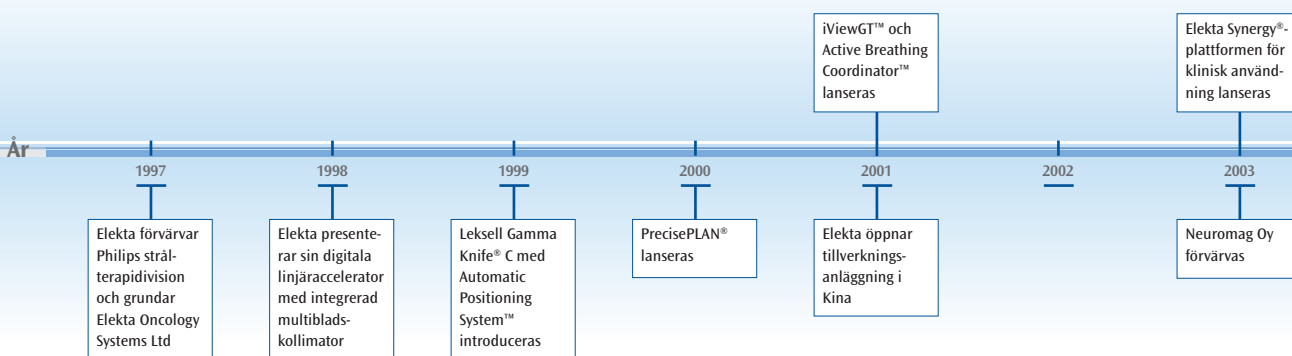 iViewGT™ och
Active Breathing
Coordinator™
lanseras
Elekta Synergy®-
plattformen för
klinisk använd-
ning lanseras
År
1997
1998
1999
2000
2001
2002
2003
Elekta förvärvar
Philips strål-
terapidivision
och grundar
Elekta Oncology
Systems Ltd
Elekta presente-
rar sin digitala
linjäraccelerator
med integrerad
multiblads-
kollimator
Leksell Gamma
Knife® C med
Automatic
Positioning
System™
introduceras
PrecisePLAN®
lanseras
Elekta öppnar
tillverknings-
anläggning i
Kina
Neuromag Oy
förvärvas